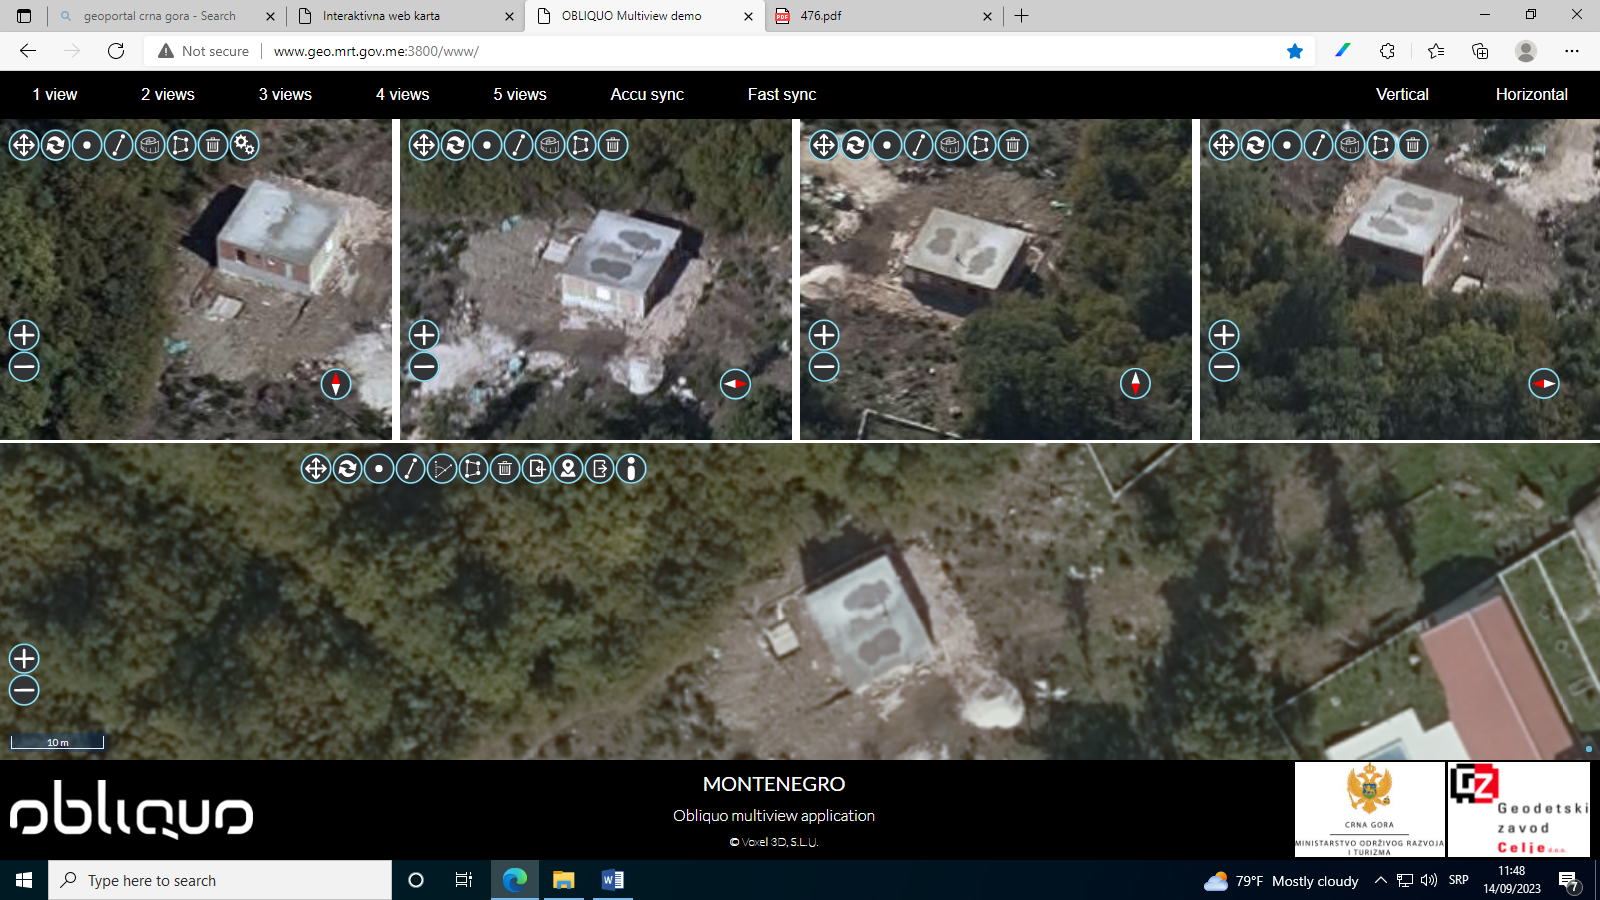 geoportal crna gora - Search
Interaktivna web karta
OBLIQUO Multiview demo
476.pdf
Not secure
www.geo.mrt.gov.me:3800/www/
1 view
2 views
3 views
4 views
5 views
Accu sync
Fast sync
Vertical
Horizontal
10 m
obliquo
MONTENEGRO
Obliquo multiview application
© Voxel 3D, S.L.U.
CRNA GORA
MINISTARSTVO ODRŽIVOG RAZVOJA
I TURIZMA
GZ
Geodetski
zavod
Celje d.o.o.
Type here to search
79°F Mostly cloudy
SRP
11:48
14/09/2023
7